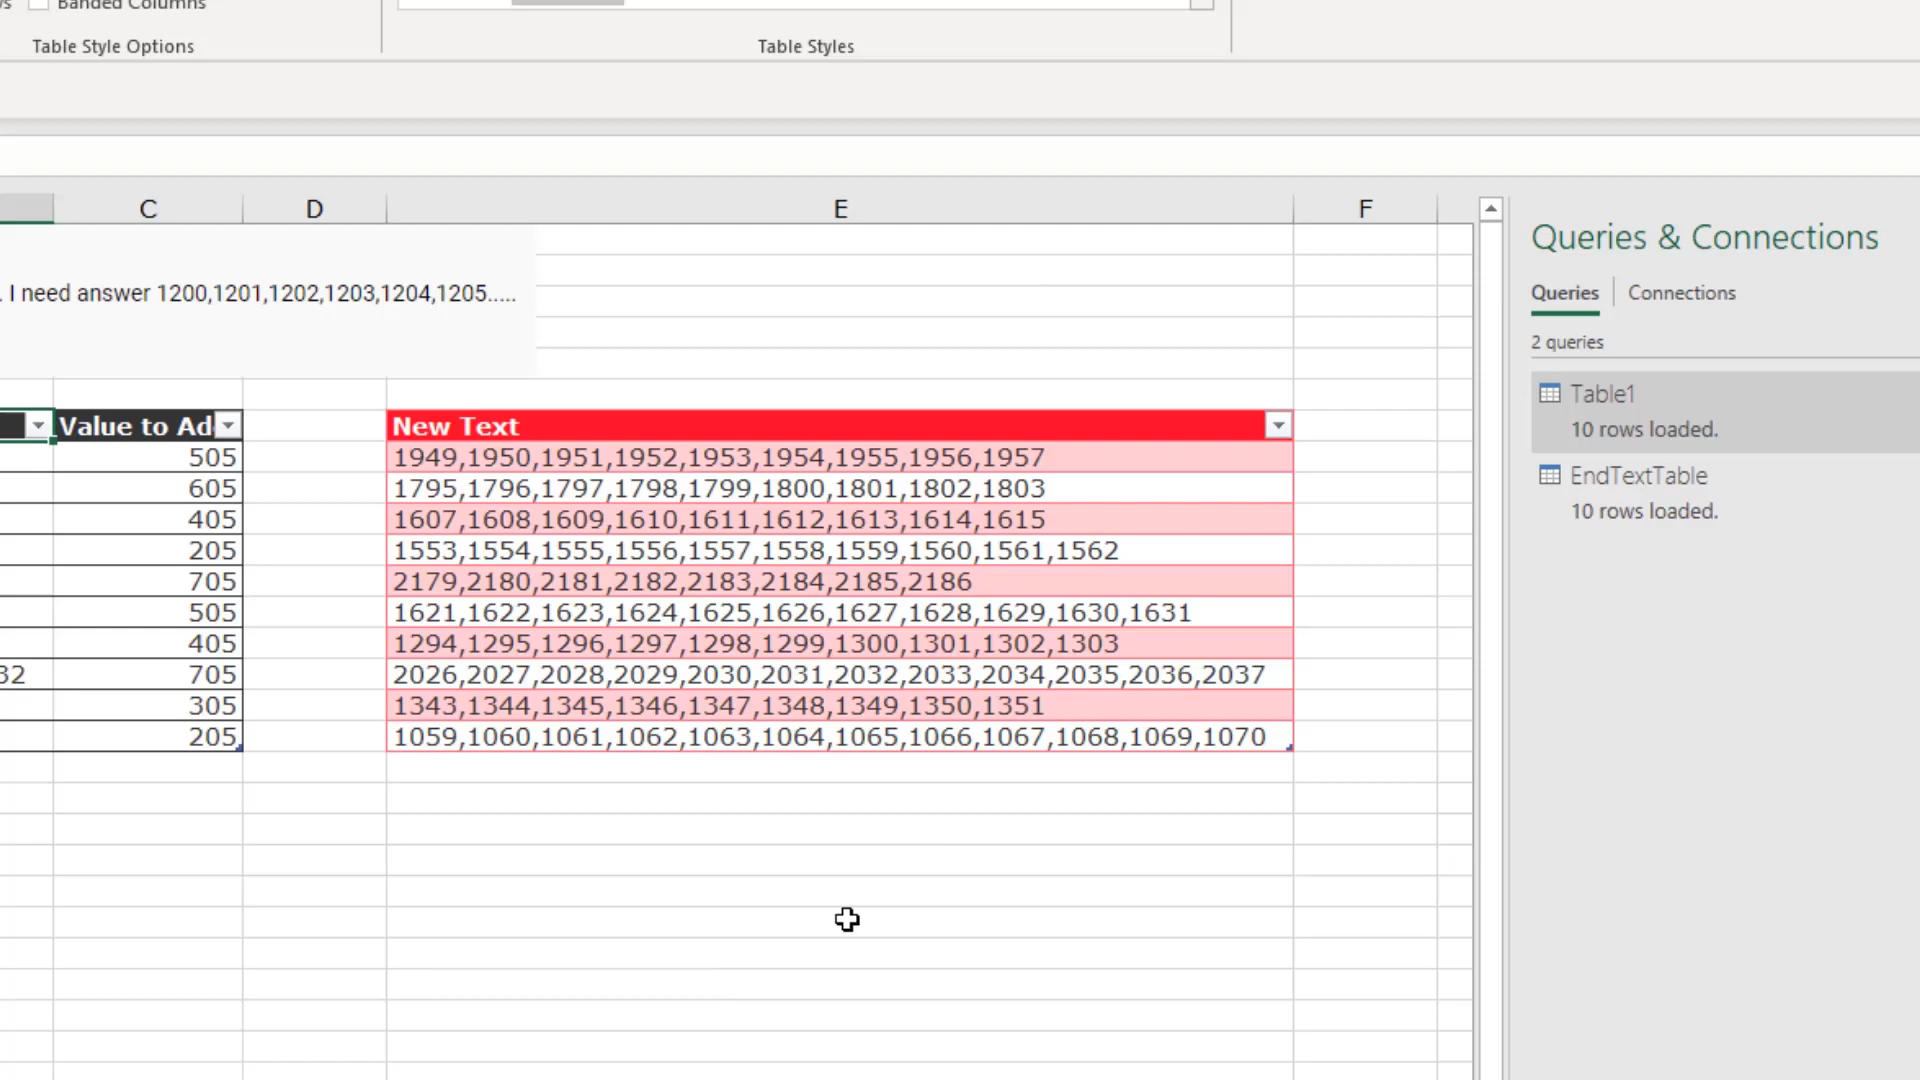 Banded Columns
Table Style Options
Table Styles
C D E F
. I need answer 1200,1201,1202,1203,1204,1205.....
Value to Ad
New Text
505 1949,1950,1951,1952,1953,1954,1955,1956,1957
605 1795,1796,1797,1798,1799,1800,1801,1802,1803
405 1607,1608,1609,1610,1611,1612,1613,1614,1615
205 1553,1554,1555,1556,1557,1558,1559,1560,1561,1562
705 2179,2180,2181,2182,2183,2184,2185,2186
505 1621,1622,1623,1624,1625,1626,1627,1628,1629,1630,1631
405 1294,1295,1296,1297,1298,1299,1300,1301,1302,1303
32 705 2026,2027,2028,2029,2030,2031,2032,2033,2034,2035,2036,2037
305 1343,1344,1345,1346,1347,1348,1349,1350,1351
205 1059,1060,1061,1062,1063,1064,1065,1066,1067,1068,1069,1070
Queries & Connections
Queries Connections
2 queries
Table1
10 rows loaded.
EndTextTable
10 rows loaded.